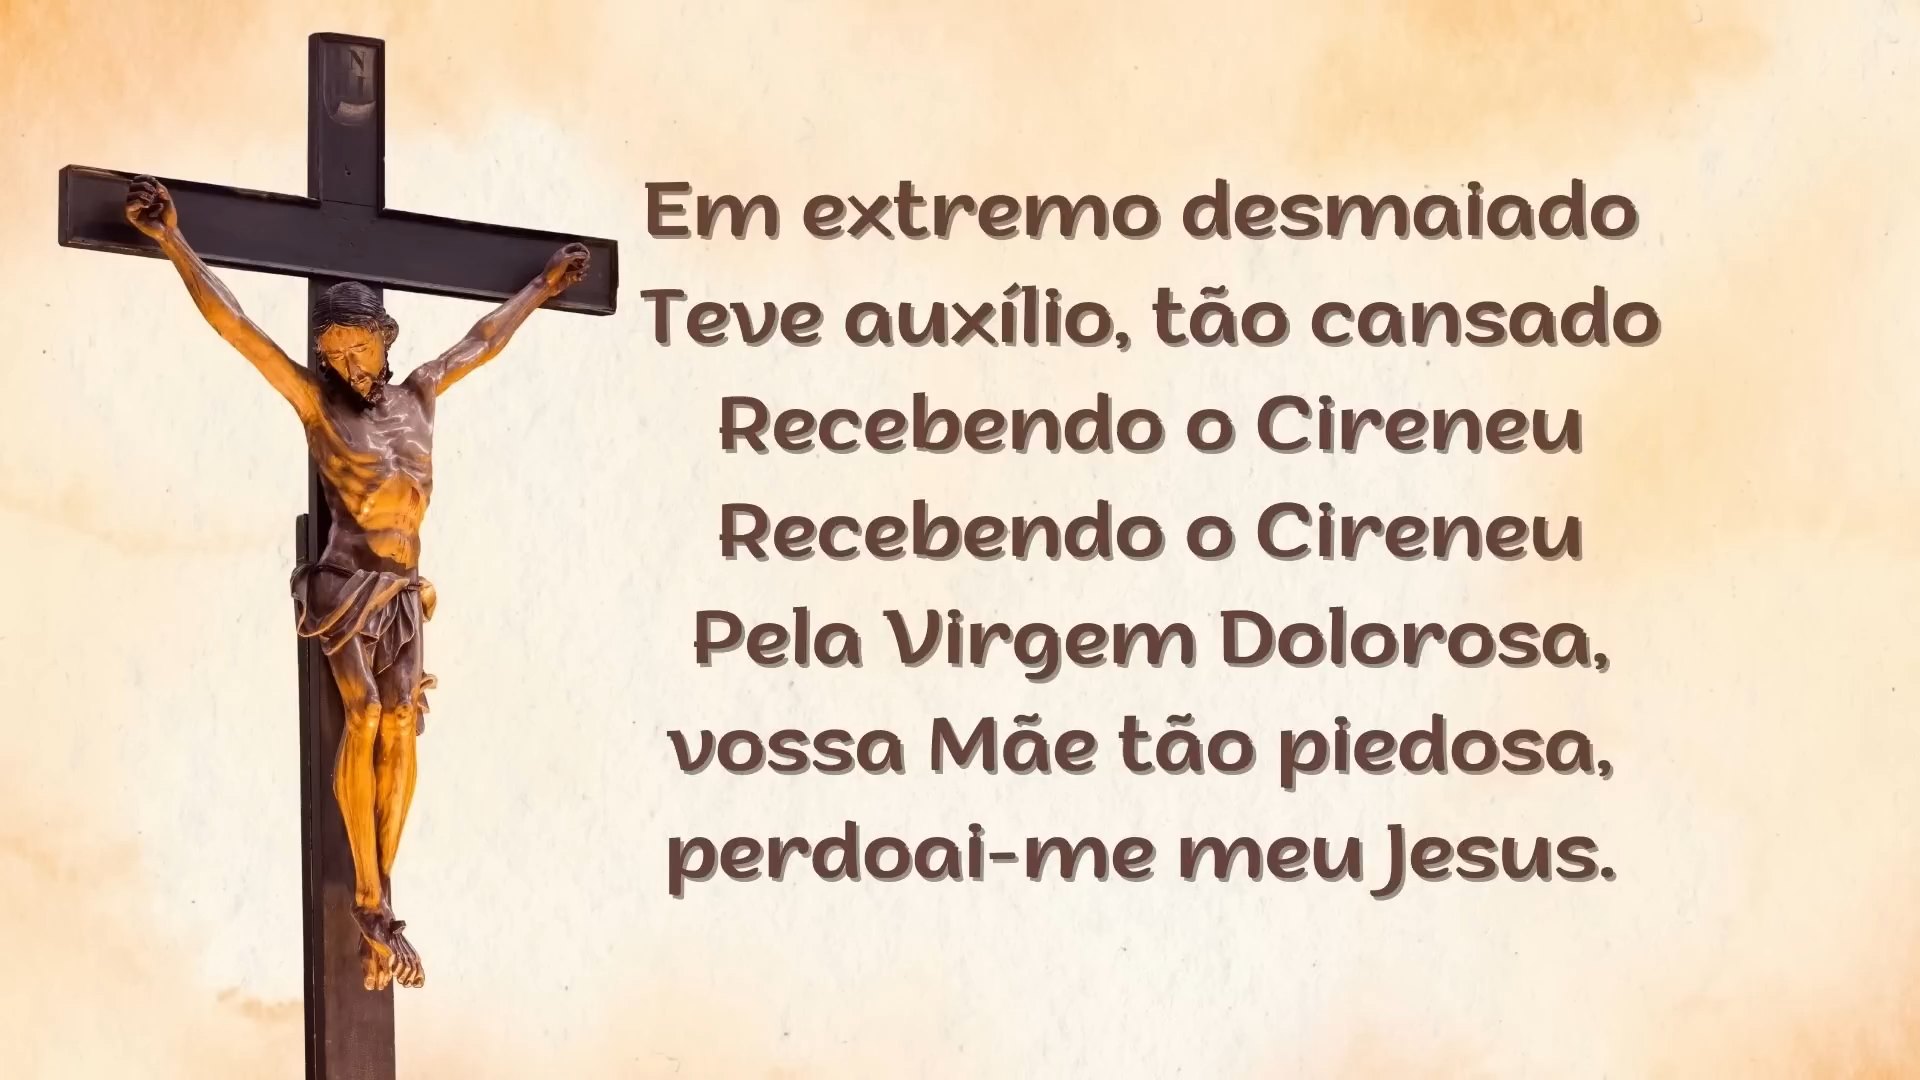 Em extremo desmaiado
Teve auxílio, tão cansado
Recebendo o Cireneu
Recebendo o Cireneu
Pela Virgem Dolorosa,
vossa Mãe tão piedosa,
perdoai-me meu Jesus.